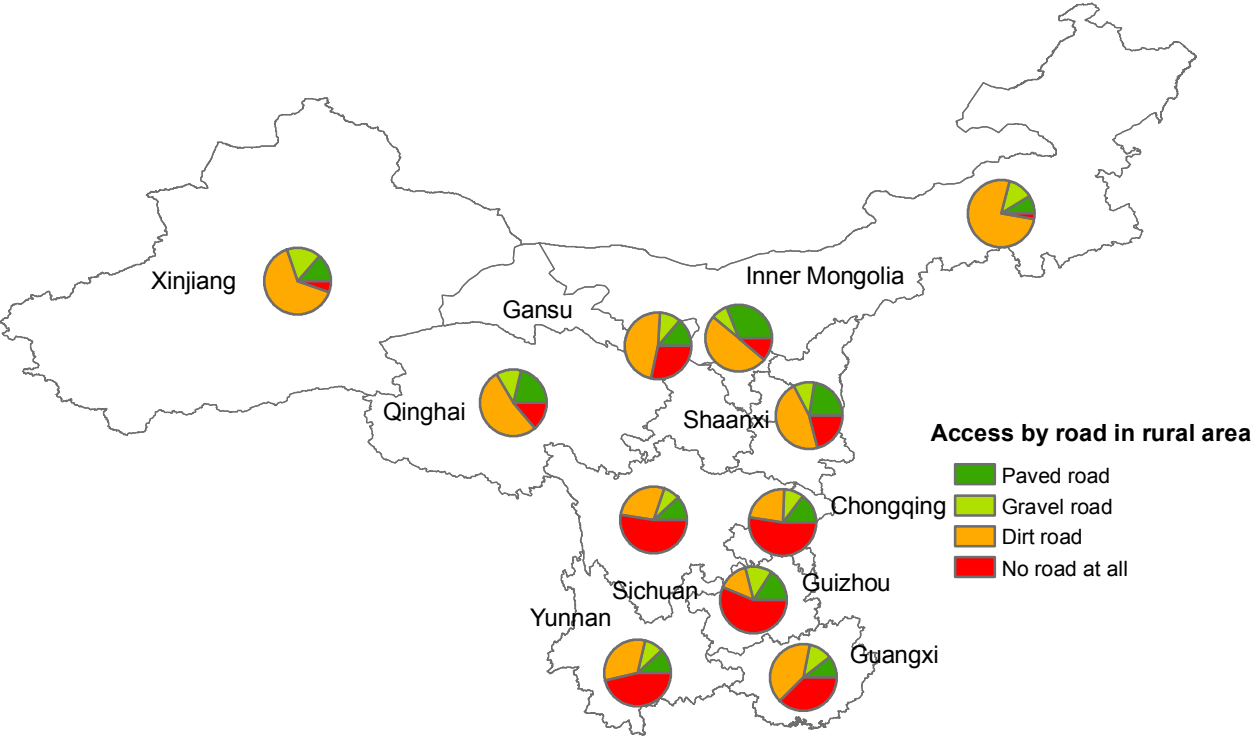 Xinjiang
Inner Mongolia
Gansu
Qinghai
Shaanxi
Access by road in rural area
Paved road
Gravel road
Dirt road
No road at all
Chongqing
Sichuan
Guizhou
Yunnan
Guangxi